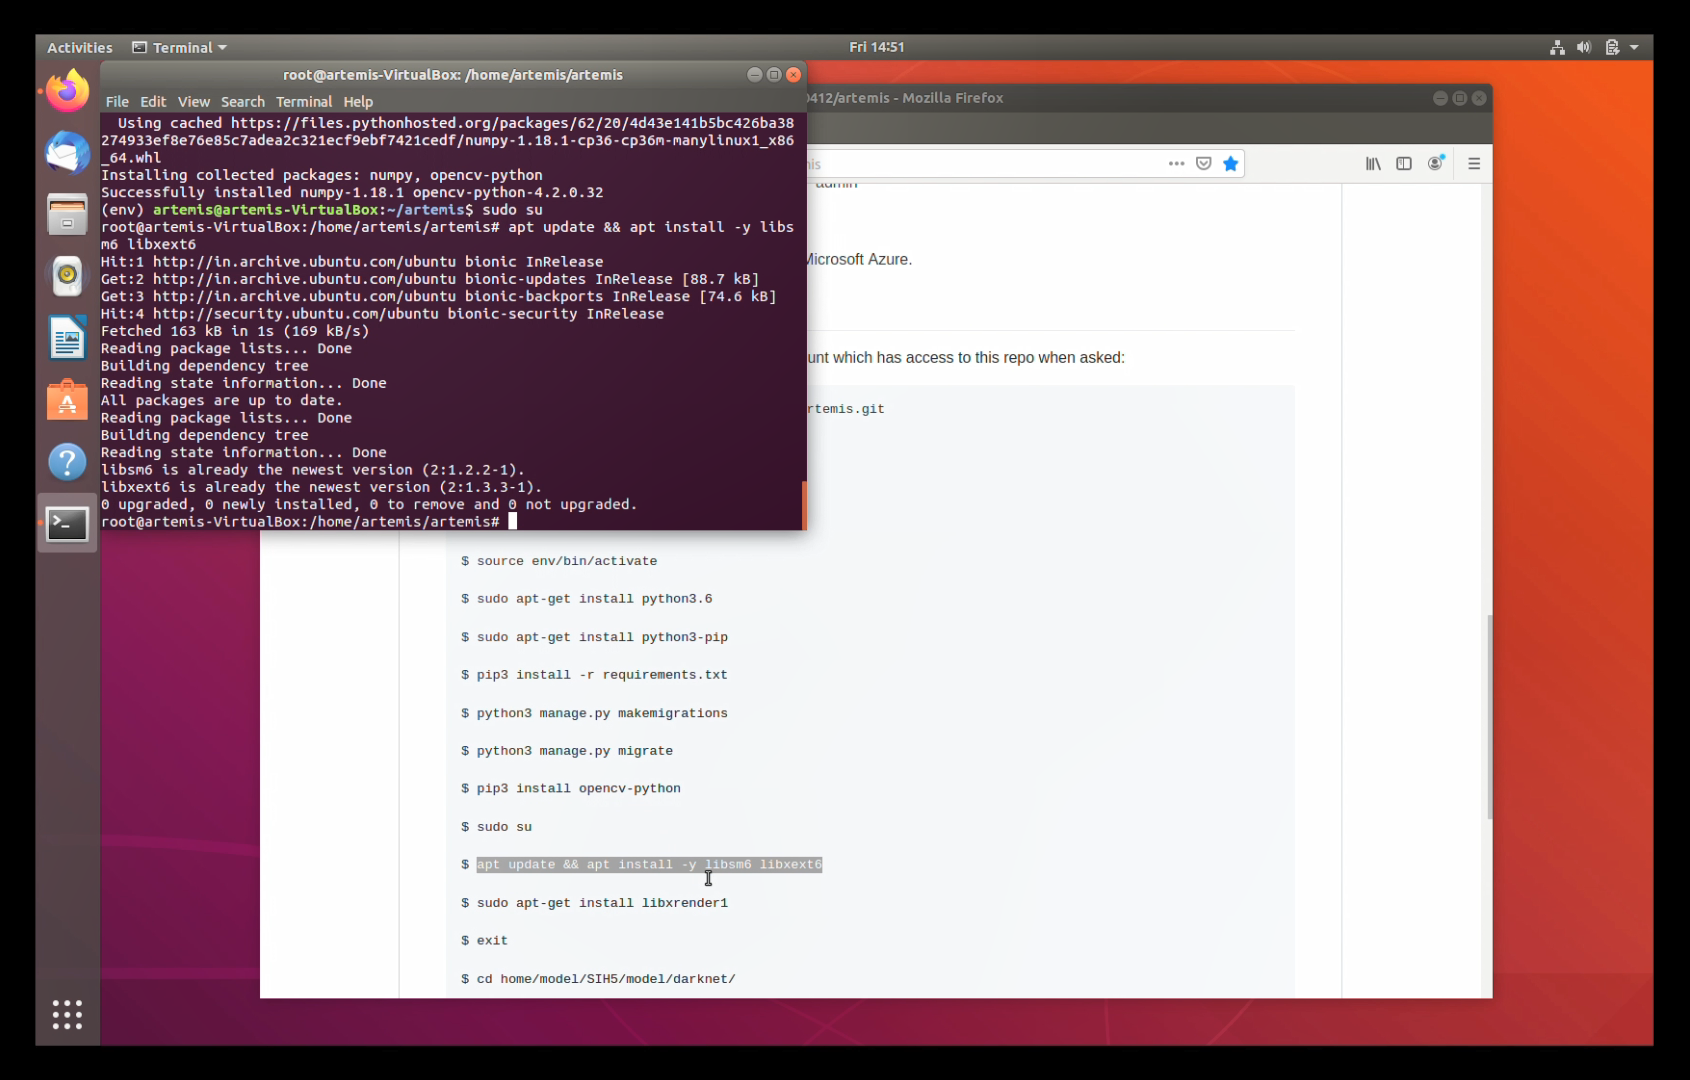 Activities Terminal Fri 14:51
root@artemis-VirtualBox: /home/artemis/artemis
File Edit View Search Terminal Help
Using cached https://files.pythonhosted.org/packages/62/20/4d43e141b5bc426ba38
274933ef8e76e85c7adea2c321ecf9ebf7421cedf/numpy-1.18.1-cp36-cp36m-manylinux1_x86
_64.whl
Installing collected packages: numpy, opencv-python
Successfully installed numpy-1.18.1 opencv-python-4.2.0.32
(env) artemis@artemis-VirtualBox:~/artemis$ sudo su
root@artemis-VirtualBox:/home/artemis/artemis# apt update && apt install -y libs
m6 libxext6
Hit:1 http://in.archive.ubuntu.com/ubuntu bionic InRelease
Get:2 http://in.archive.ubuntu.com/ubuntu bionic-updates InRelease [88.7 kB]
Get:3 http://in.archive.ubuntu.com/ubuntu bionic-backports InRelease [74.6 kB]
Hit:4 http://security.ubuntu.com/ubuntu bionic-security InRelease
Fetched 163 kB in 1s (169 kB/s)
Reading package lists... Done
Building dependency tree
Reading state information... Done
All packages are up to date.
Reading package lists... Done
Building dependency tree
Reading state information... Done
libsm6 is already the newest version (2:1.2.2-1).
libxext6 is already the newest version (2:1.3.3-1).
0 upgraded, 0 newly installed, 0 to remove and 0 not upgraded.
root@artemis-VirtualBox:/home/artemis/artemis#
0412/artemis - Mozilla Firefox
is
admin
Microsoft Azure.
unt which has access to this repo when asked:
rtemis.git
$ source env/bin/activate
$ sudo apt-get install python3.6
$ sudo apt-get install python3-pip
$ pip3 install -r requirements.txt
$ python3 manage.py makemigrations
$ python3 manage.py migrate
$ pip3 install opencv-python
$ sudo su
$ apt update && apt install -y libsm6 libxext6
$ sudo apt-get install libxrender1
$ exit
$ cd home/model/SIH5/model/darknet/